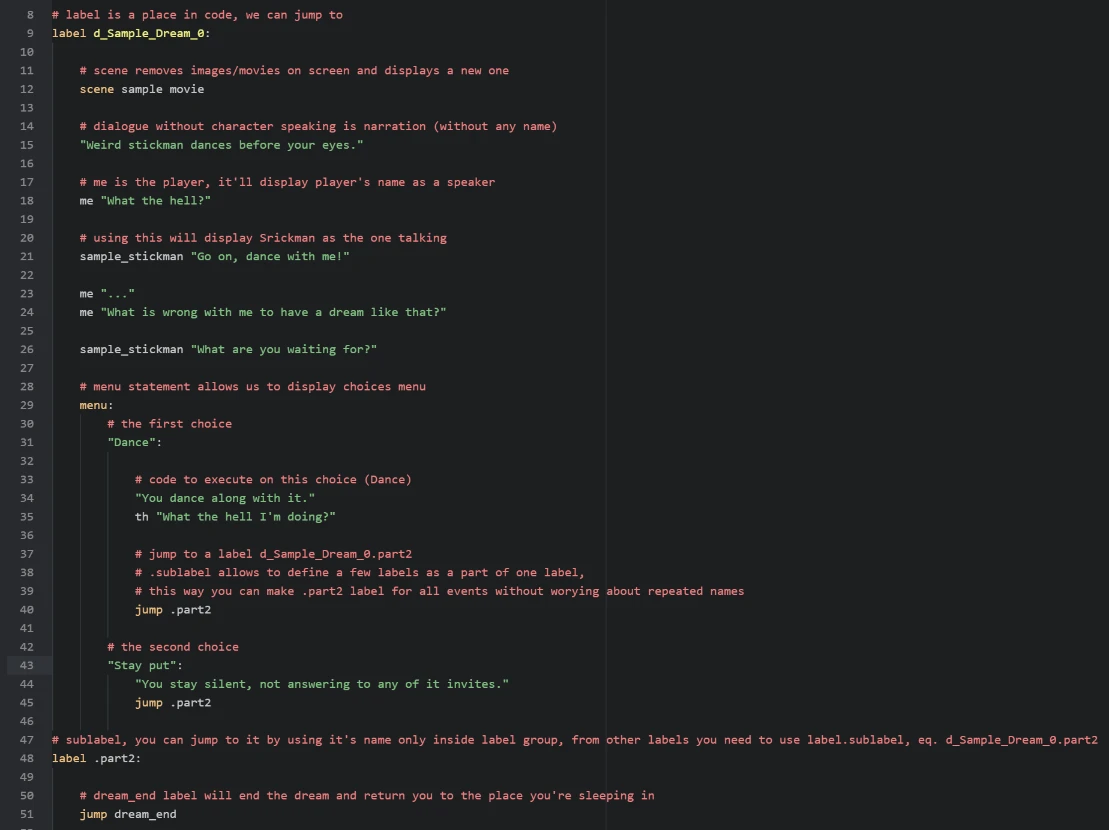 8 # label is a place in code, we can jump to
9 label d_Sample_Dream_0:
10
11 # scene removes images/movies on screen and displays a new one
12 scene sample movie
13
14 # dialogue without character speaking is narration (without any name)
15 "Weird stickman dances before your eyes."
16
17 # me is the player, it'll display player's name as a speaker
18 me "What the hell?"
19
20 # using this will display Srickman as the one talking
21 sample_stickman "Go on, dance with me!"
22
23 me "..."
24 me "What is wrong with me to have a dream like that?"
25
26 sample_stickman "What are you waiting for?"
27
28 # menu statement allows us to display choices menu
29 menu:
30 # the first choice
31 "Dance":
32
33 # code to execute on this choice (Dance)
34 "You dance along with it."
35 th "What the hell I'm doing?"
36
37 # jump to a label d_Sample_Dream_0.part2
38 # .sublabel allows to define a few labels as a part of one label,
39 # this way you can make .part2 label for all events without worying about repeated names
40 jump .part2
41
42 # the second choice
43 "Stay put":
44 "You stay silent, not answering to any of it invites."
45 jump .part2
46
47 # sublabel, you can jump to it by using it's name only inside label group, from other labels you need to use label.sublabel, eq. d_Sample_Dream_0.part2
48 label .part2:
49
50 # dream_end label will end the dream and return you to the place you're sleeping in
51 jump dream_end